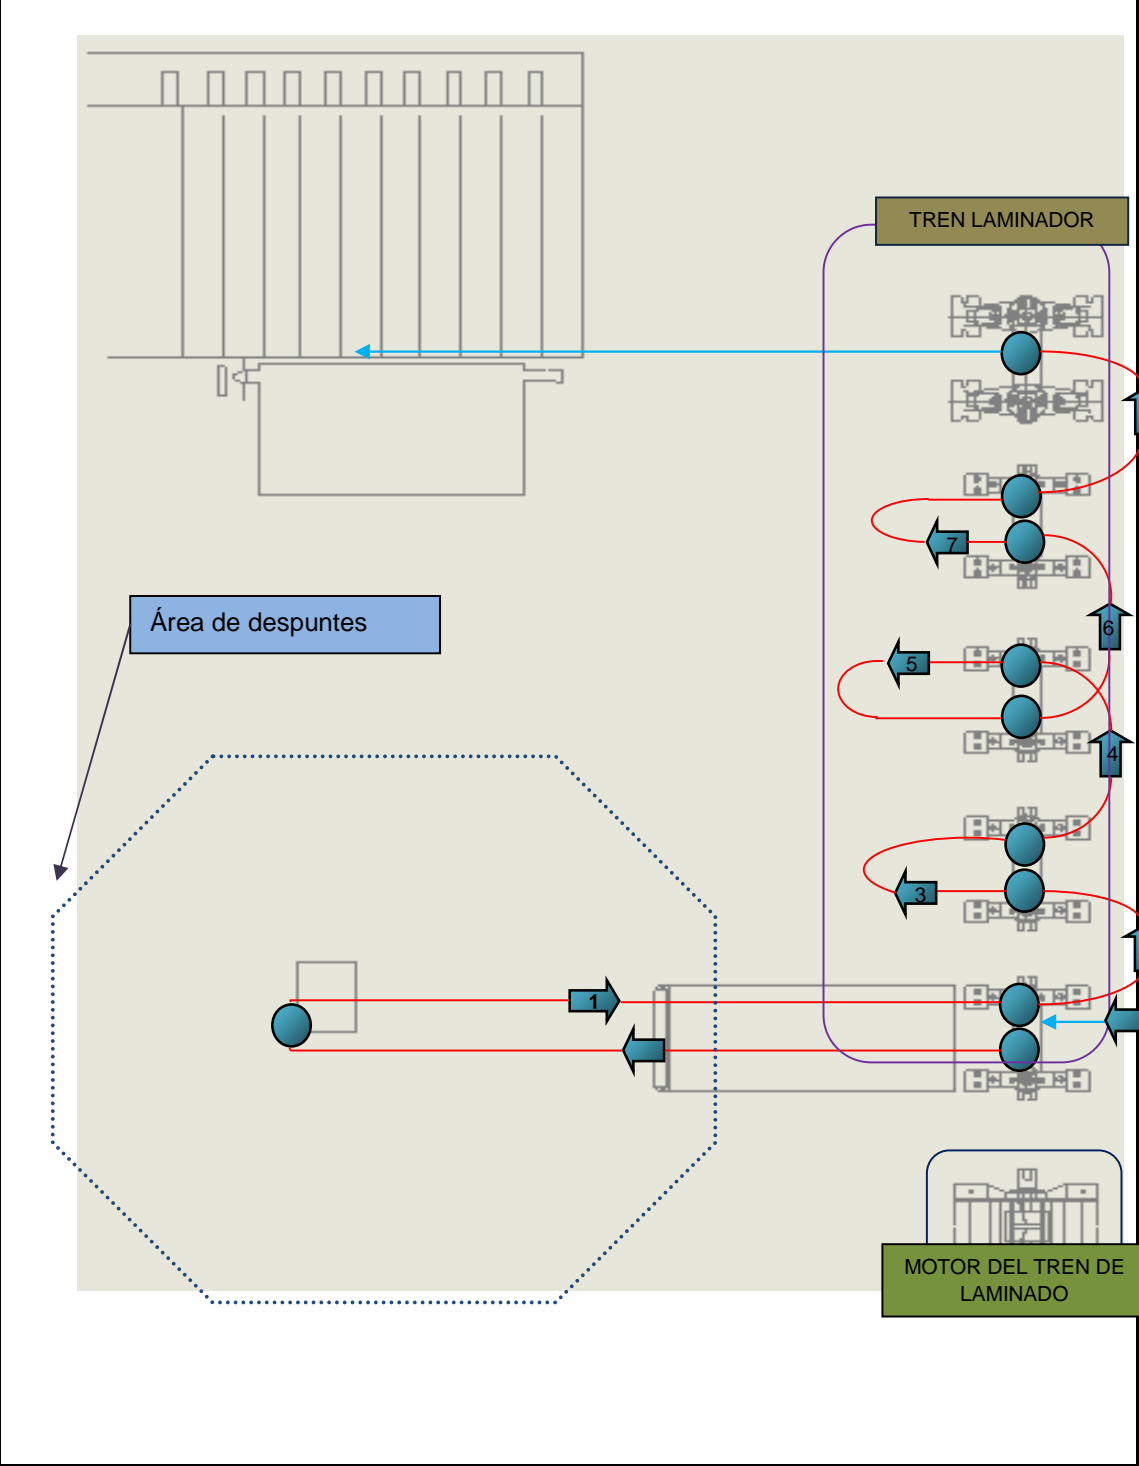 TREN LAMINADOR
7
Área de despuntes
6
5
4
3
1
MOTOR DEL TREN DE
LAMINADO